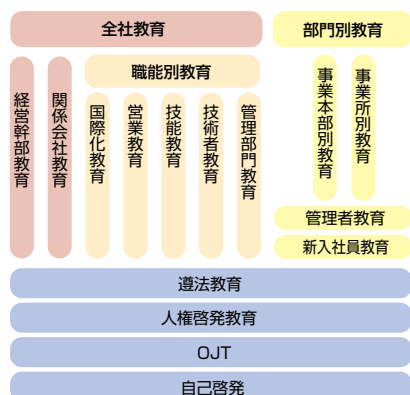 全社教育
部門別教育
職能別教育
経営幹部教育
関係会社教育
国際化教育
営業教育
技能教育
技術者教育
管理部門教育
事業本部別教育
事業所別教育
管理者教育
新入社員教育
遵法教育
人権啓発教育
OJT
自己啓発